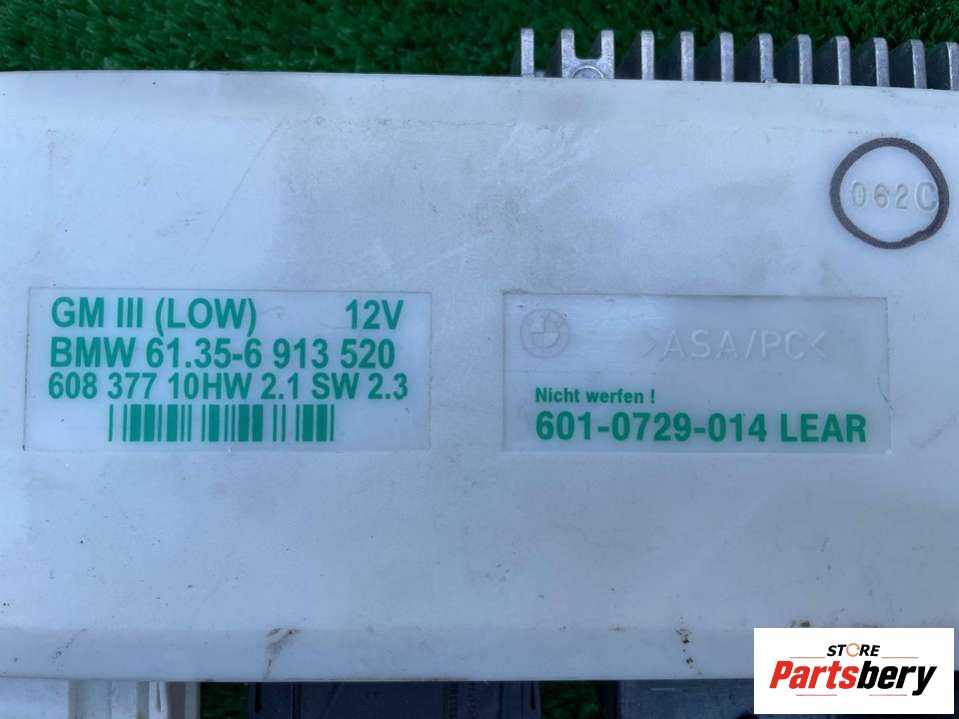 062C
GM III (LOW) 12V
BMW 61.35-6 913 520
608 377 10HW 2.1 SW 2.3
>ASA/PC<
Nicht werfen !
601-0729-014 LEAR
STORE
Partsbery